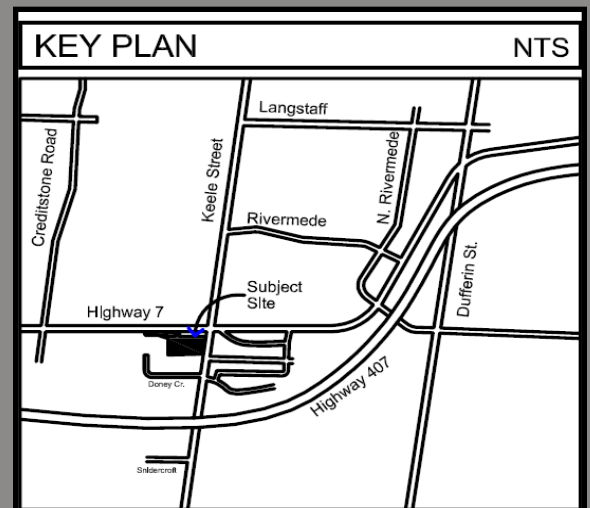 KEY PLAN
NTS
Langstaff
Creditstone Road
Keele Street
N. Rivermede
Rivermede
Dufferin St.
Subject
Site
Highway 7
Doney Cr.
Highway 407
Snidercroft